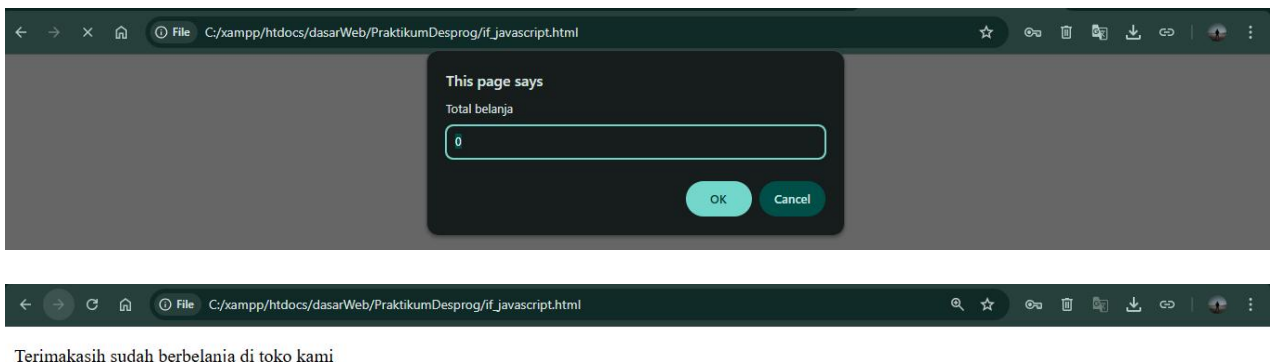 File C:/xampp/htdocs/dasarWeb/PraktikumDesprog/if_javascript.html
This page says
Total belanja
0
OK Cancel
File C:/xampp/htdocs/dasarWeb/PraktikumDesprog/if_javascript.html
Terimakasih sudah berbelanja di toko kami